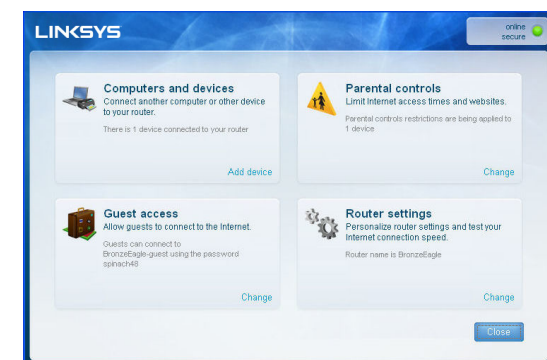 LINKSYS
online
secure
Computers and devices
Connect another computer or other device
to your router.
There is 1 device connected to your router
Add device
Parental controls
Limit Internet access times and websites.
Parental controls restrictions are being applied to
1 device
Change
Guest access
Allow guests to connect to the Internet.
Guests can connect to
BronzeEagle-guest using the password
spinach48
Change
Router settings
Personalize router settings and test your
Internet connection speed.
Router name is BronzeEagle
Change
Close